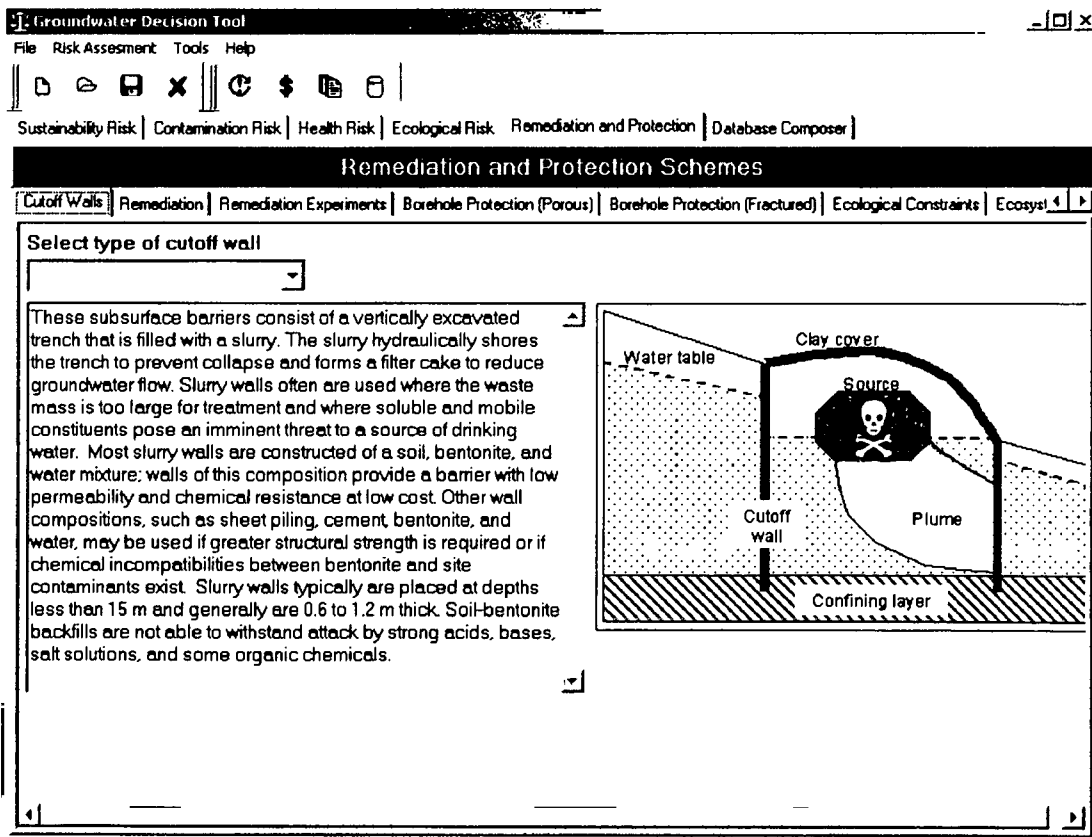 Groundwater Decision Tool
File Risk Assesment Tools Help
Sustainability Risk Contamination Risk Health Risk Ecological Risk Remediation and Protection Database Composer
Remediation and Protection Schemes
Cutoff Walls Remediation Remediation Experiments Borehole Protection (Porous) Borehole Protection (Fractured) Ecological Constraints Ecosyst
Select type of cutoff wall
These subsurface barriers consist of a vertically excavated
trench that is filled with a slurry. The slurry hydraulically shores
the trench to prevent collapse and forms a filter cake to reduce
groundwater flow. Slurry walls often are used where the waste
mass is too large for treatment and where soluble and mobile
constituents pose an imminent threat to a source of drinking
water. Most slurry walls are constructed of a soil, bentonite, and
water mixture; walls of this composition provide a barrier with low
permeability and chemical resistance at low cost. Other wall
compositions, such as sheet piling, cement, bentonite, and
water, may be used if greater structural strength is required or if
chemical incompatibilities between bentonite and site
contaminants exist. Slurry walls typically are placed at depths
less than 15 m and generally are 0.6 to 1.2 m thick. Soil-bentonite
backfills are not able to withstand attack by strong acids, bases,
salt solutions, and some organic chemicals.
Clay cover
Water table
Source
Cutoff
wall
Plume
Confining layer